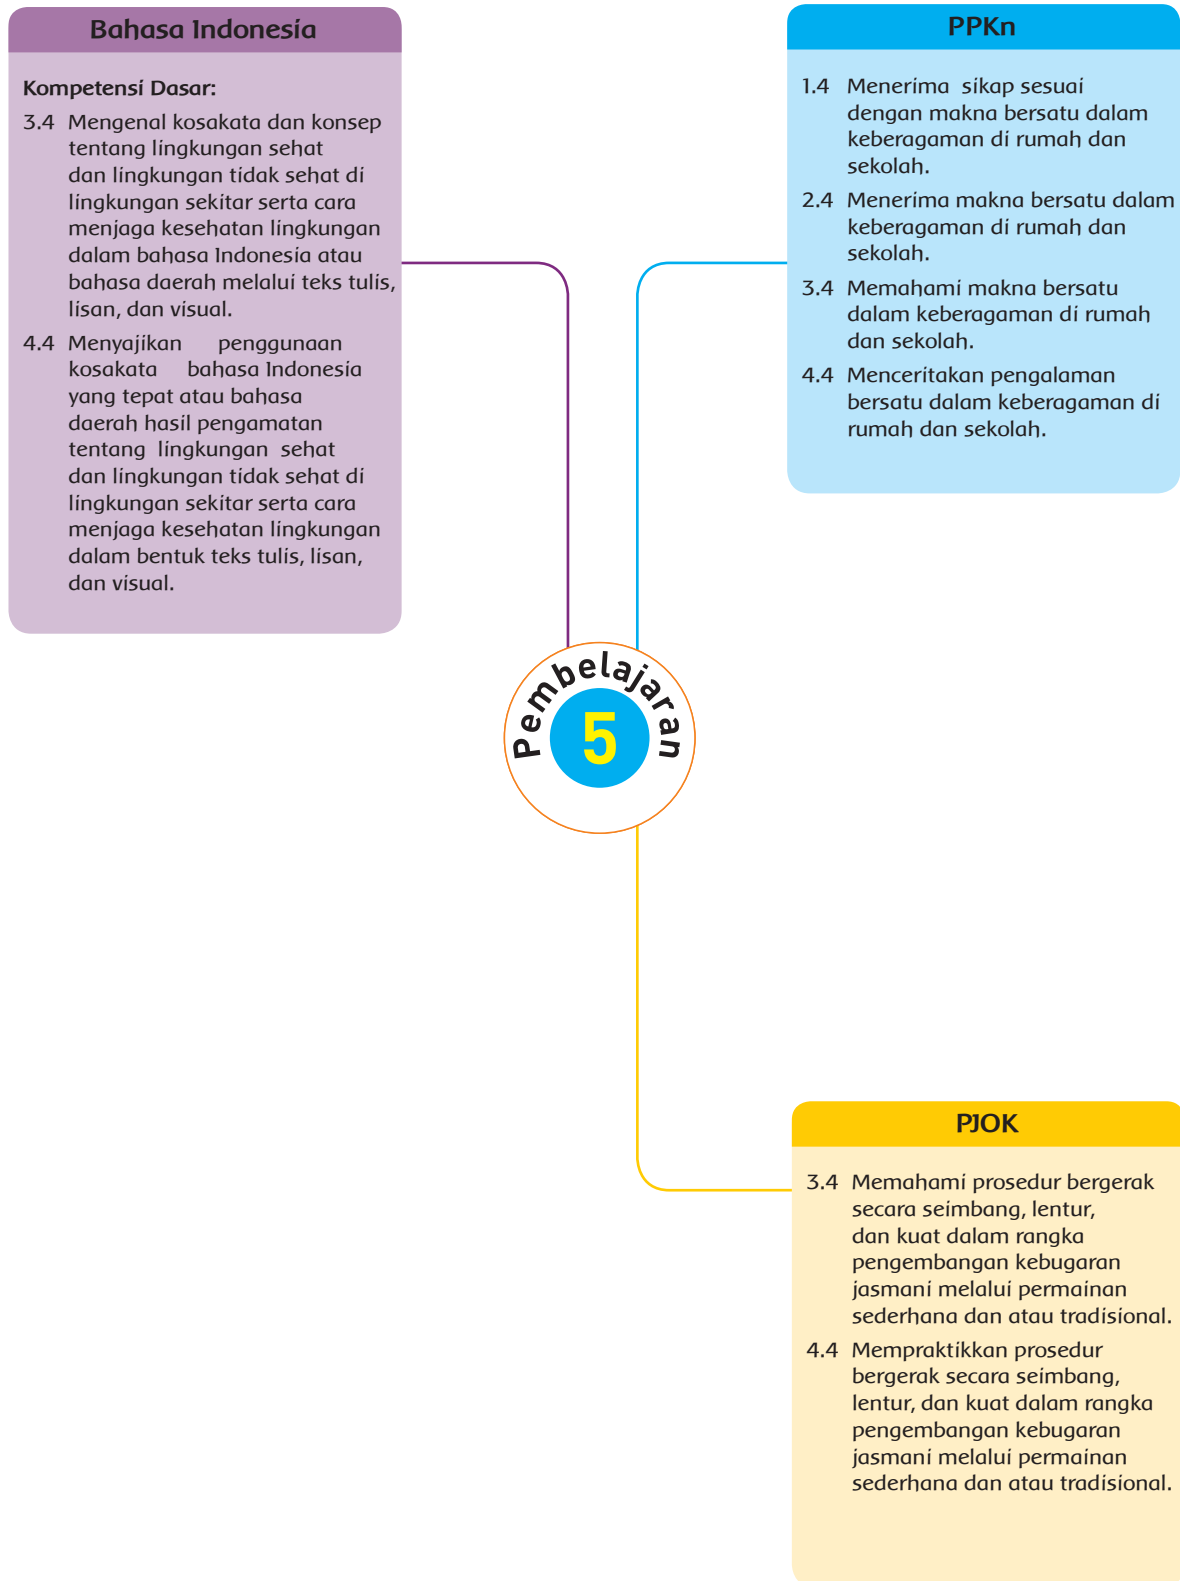 Bahasa Indonesia
Kompetensi Dasar:
3.4 Mengenal kosakata dan konsep
tentang lingkungan sehat
dan lingkungan tidak sehat di
lingkungan sekitar serta cara
menjaga kesehatan lingkungan
dalam bahasa Indonesia atau
bahasa daerah melalui teks tulis,
lisan, dan visual.
4.4 Menyajikan penggunaan
kosakata bahasa Indonesia
yang tepat atau bahasa
daerah hasil pengamatan
tentang lingkungan sehat
dan lingkungan tidak sehat di
lingkungan sekitar serta cara
menjaga kesehatan lingkungan
dalam bentuk teks tulis, lisan,
dan visual.
PPKn
1.4 Menerima sikap sesuai
dengan makna bersatu dalam
keberagaman di rumah dan
sekolah.
2.4 Menerima makna bersatu dalam
keberagaman di rumah dan
sekolah.
3.4 Memahami makna bersatu
dalam keberagaman di rumah
dan sekolah.
4.4 Menceritakan pengalaman
bersatu dalam keberagaman di
rumah dan sekolah.
Pembelajaran
5
PJOK
3.4 Memahami prosedur bergerak
secara seimbang, lentur,
dan kuat dalam rangka
pengembangan kebugaran
jasmani melalui permainan
sederhana dan atau tradisional.
4.4 Mempraktikkan prosedur
bergerak secara seimbang,
lentur, dan kuat dalam rangka
pengembangan kebugaran
jasmani melalui permainan
sederhana dan atau tradisional.